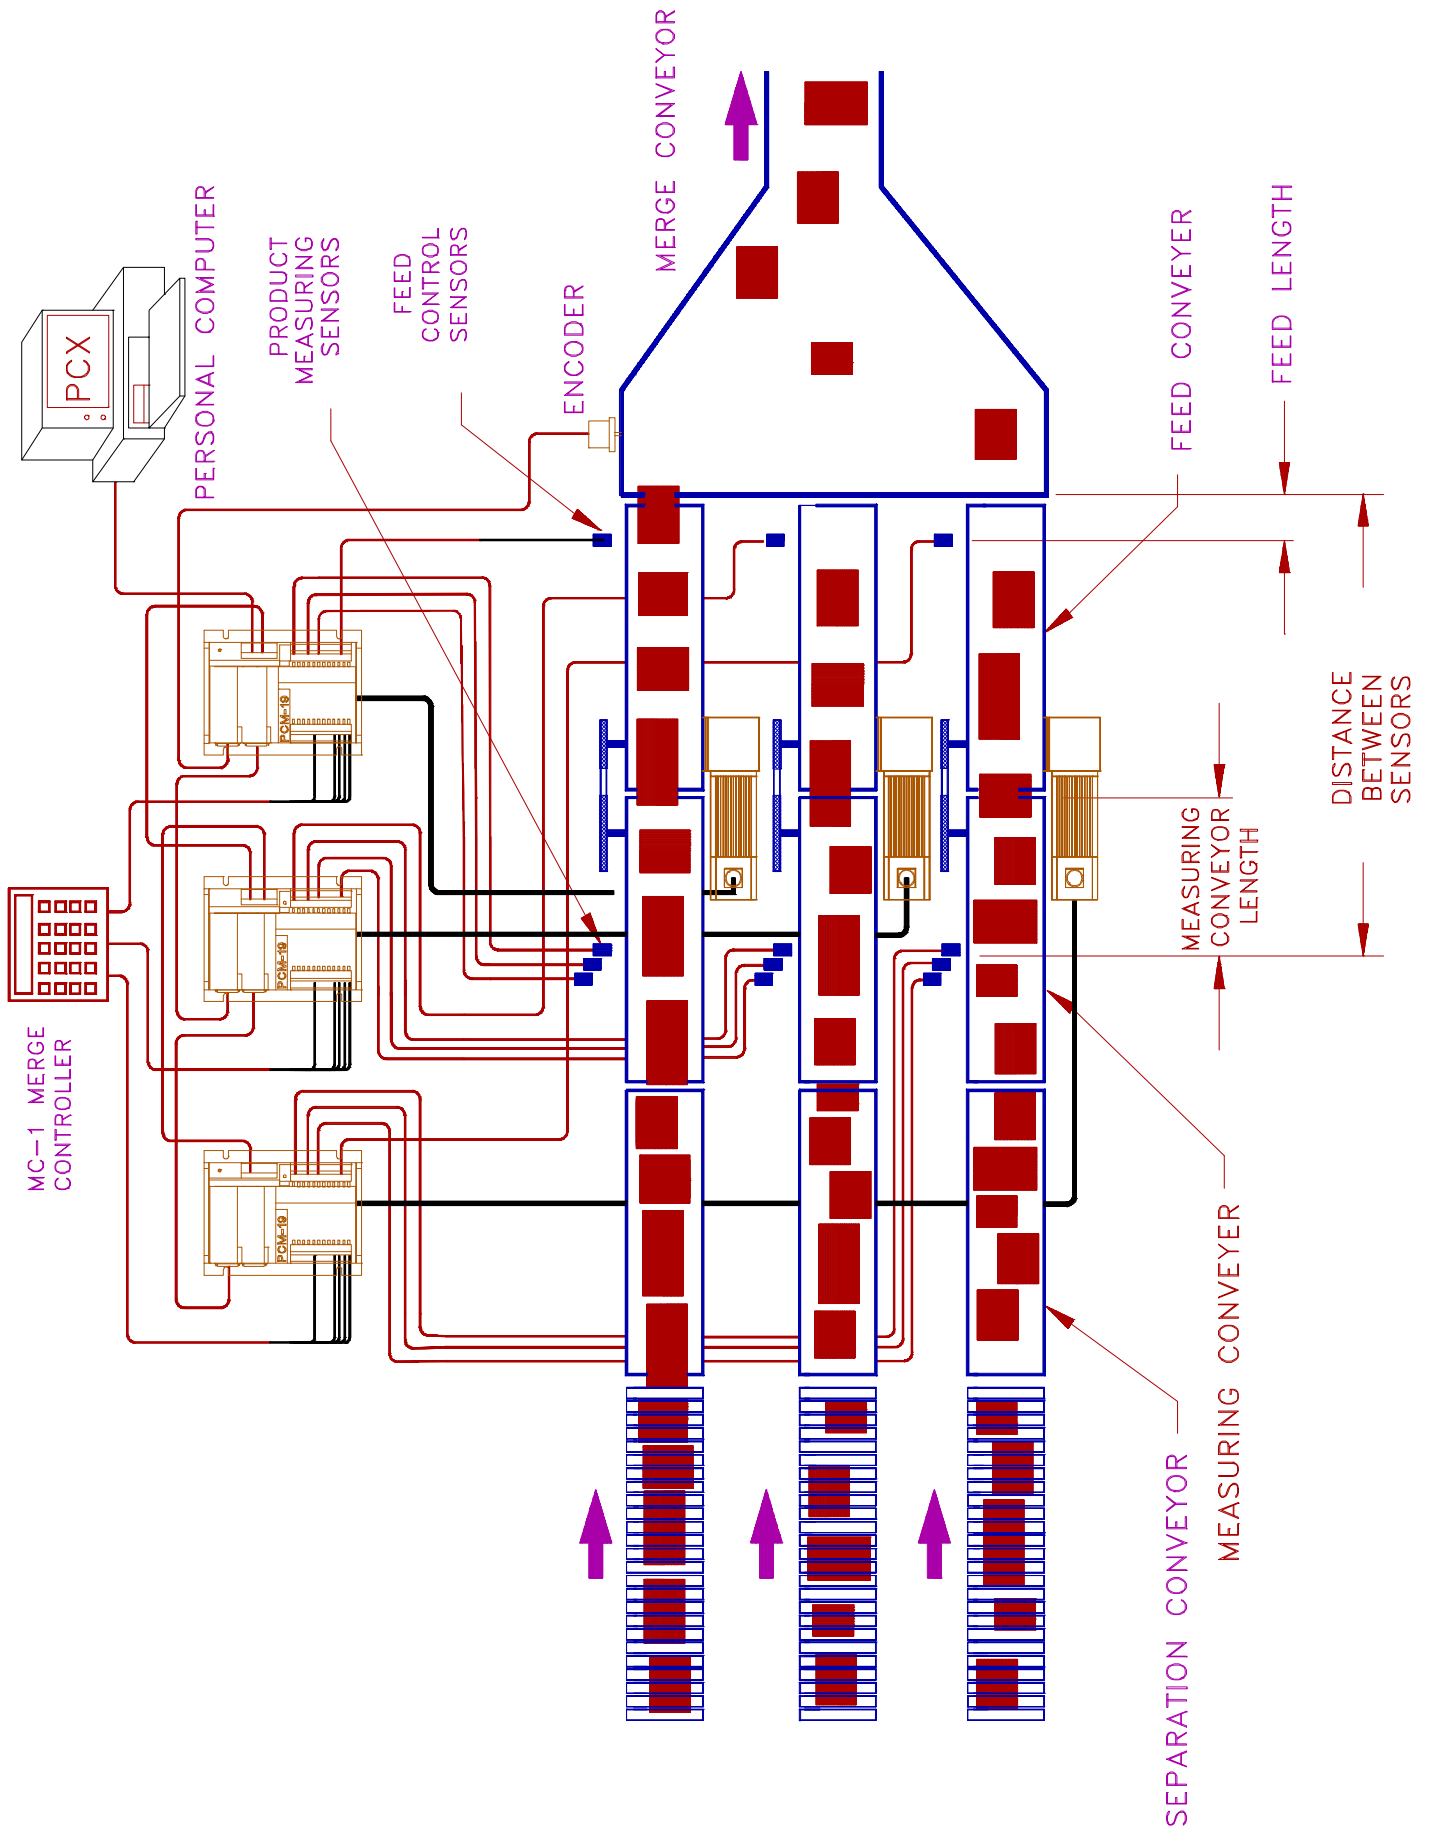 PCX
PERSONAL COMPUTER
PRODUCT
MEASURING
SENSORS
FEED
CONTROL
SENSORS
ENCODER
MERGE CONVEYOR
FEED CONVEYER
FEED LENGTH
PCM-19
PCM-19
PCM-19
MC-1 MERGE
CONTROLLER
DISTANCE
BETWEEN
SENSORS
MEASURING
CONVEYOR
LENGTH
MEASURING CONVEYER
SEPARATION CONVEYOR